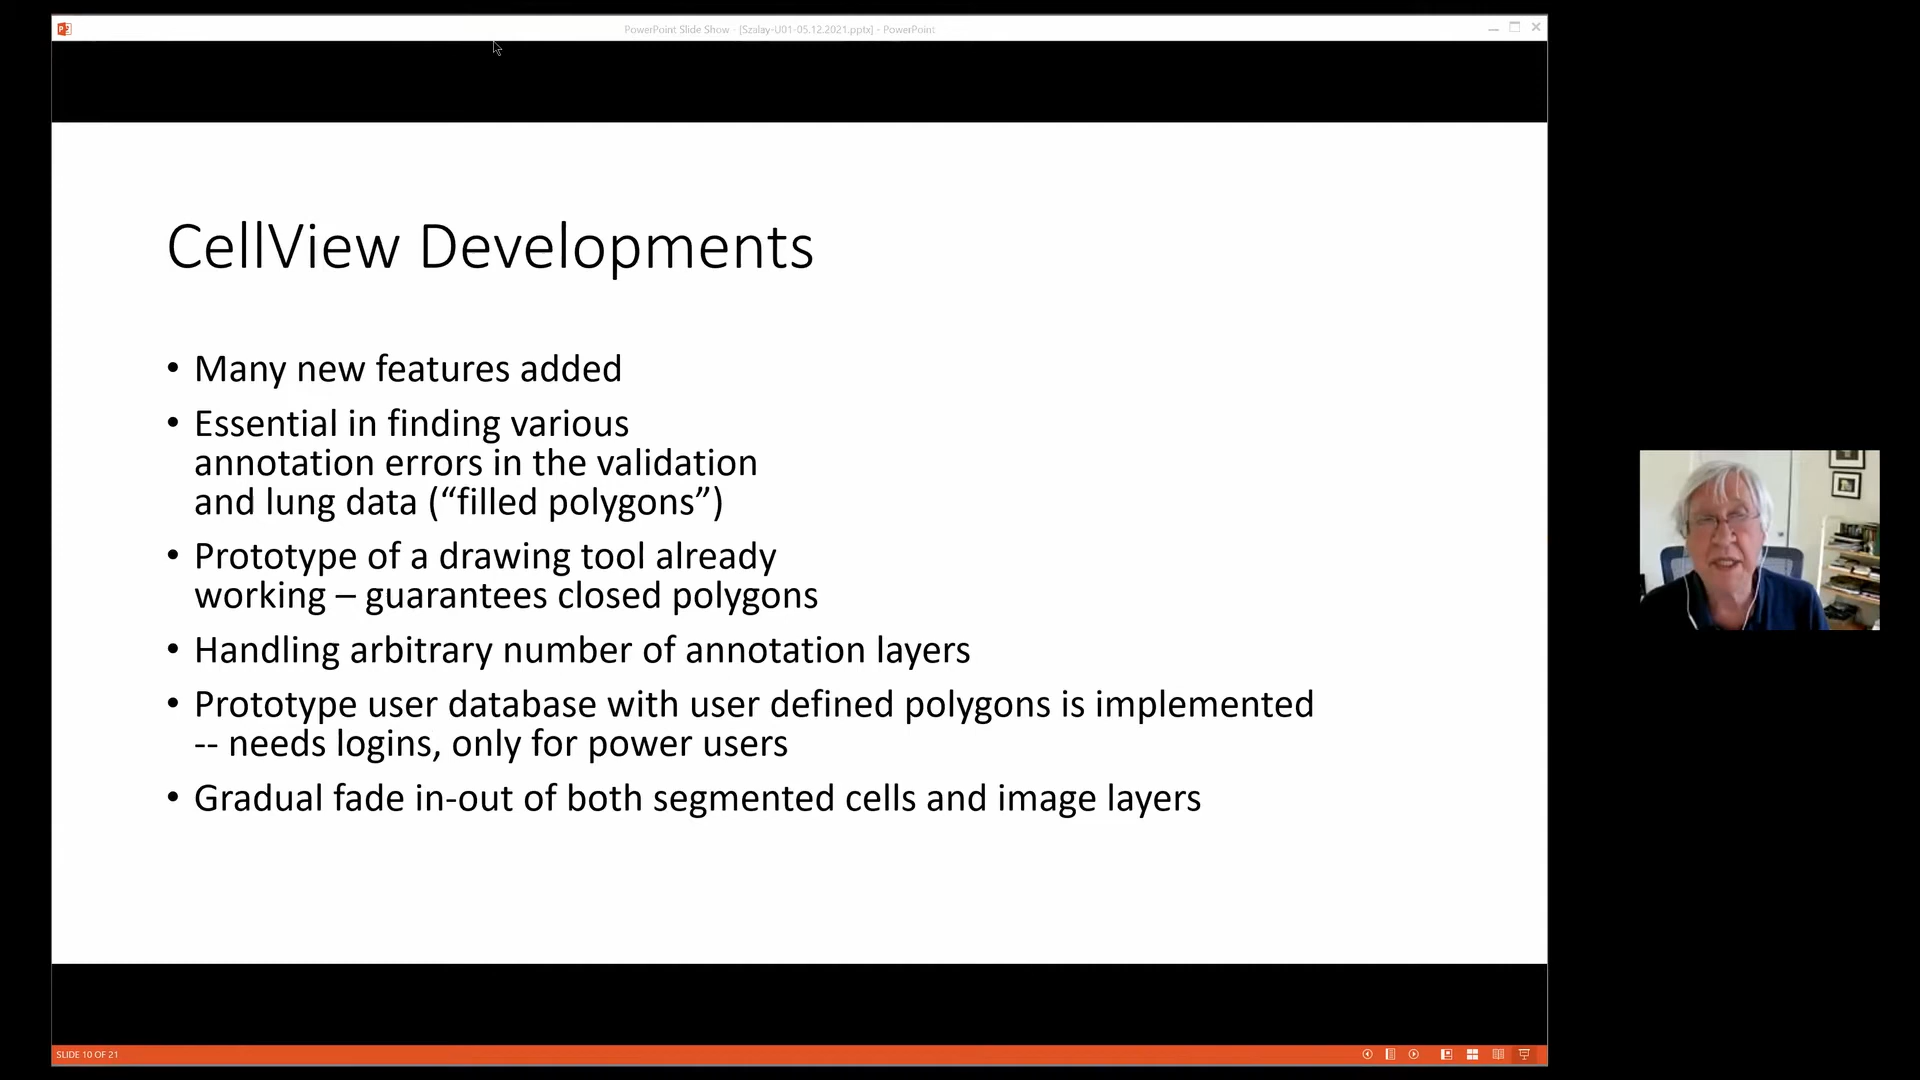 PowerPoint Slide Show - [Szalay-U01-05.12.2021.pptx] - PowerPoint
CellView Developments
• Many new features added
• Essential in finding various
annotation errors in the validation
and lung data (“filled polygons”)
• Prototype of a drawing tool already
working – guarantees closed polygons
• Handling arbitrary number of annotation layers
• Prototype user database with user defined polygons is implemented
-- needs logins, only for power users
• Gradual fade in-out of both segmented cells and image layers
SLIDE 10 OF 21